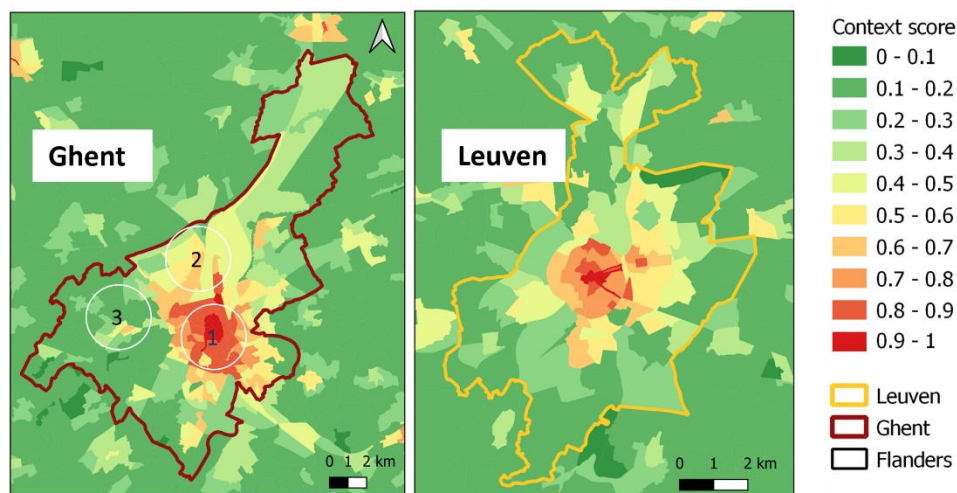 Ghent
2
3
1
0 1 2 km
Leuven
0 1 2 km
Context score
0 - 0.1
0.1 - 0.2
0.2 - 0.3
0.3 - 0.4
0.4 - 0.5
0.5 - 0.6
0.6 - 0.7
0.7 - 0.8
0.8 - 0.9
0.9 - 1
Leuven
Ghent
Flanders